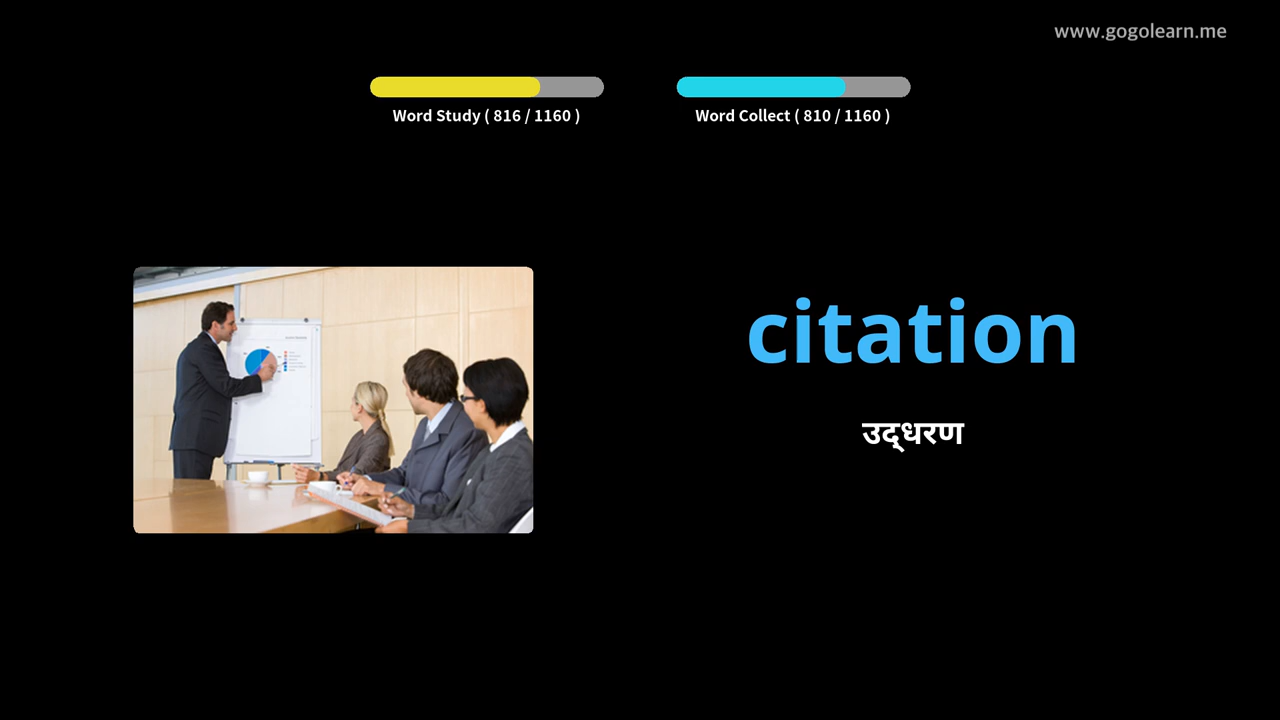 www.gogolearn.me
Word Study ( 816 / 1160 )
Word Collect ( 810 / 1160 )
citation
उद्धरण